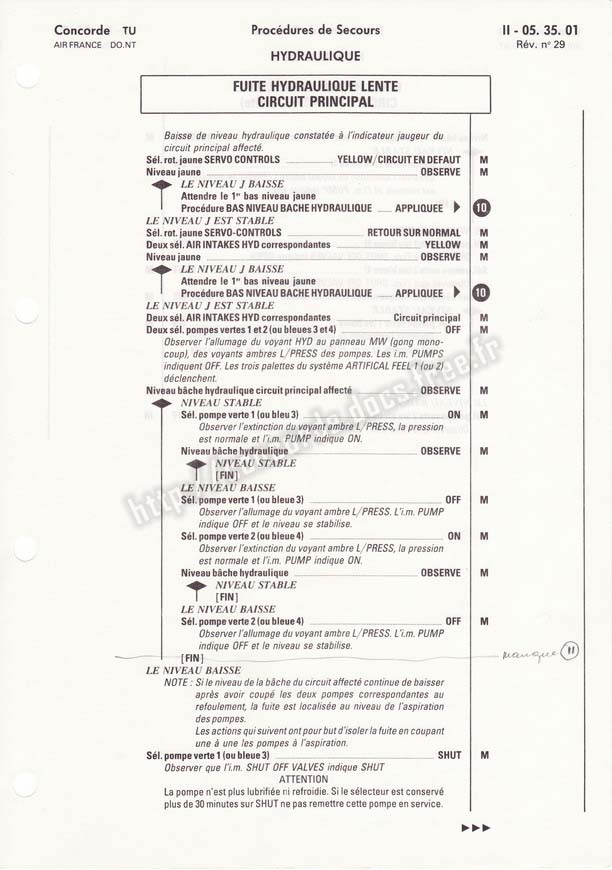 Concorde TU
AIR FRANCE DO.NT
Procédures de Secours
HYDRAULIQUE
II - 05. 35. 01
Rév. n° 29
FUITE HYDRAULIQUE LENTE
CIRCUIT PRINCIPAL
Baisse de niveau hydraulique constatée à l'indicateur jaugeur du
circuit principal affecté.
Sél. rot. jaune SERVO CONTROLS ........ YELLOW/CIRCUIT EN DEFAUT M
Niveau jaune ........ OBSERVE M
LE NIVEAU J BAISSE
Attendre le 1er bas niveau jaune
Procédure BAS NIVEAU BACHE HYDRAULIQUE ..... APPLIQUEE 10
LE NIVEAU J EST STABLE
Sél. rot. jaune SERVO-CONTROLS ........ RETOUR SUR NORMAL M
Deux sél. AIR INTAKES HYD correspondantes ........ YELLOW M
Niveau jaune ........ OBSERVE M
LE NIVEAU J BAISSE
Attendre le 1er bas niveau jaune
Procédure BAS NIVEAU BACHE HYDRAULIQUE ..... APPLIQUEE 10
LE NIVEAU J EST STABLE
Deux sél. AIR INTAKES HYD correspondantes ........ Circuit principal M
Deux sél. pompes vertes 1 et 2 (ou bleues 3 et 4) ........ OFF M
Observer l'allumage du voyant HYD au panneau MW (gong mono-
coup), des voyants ambres L/PRESS des pompes. Les i.m. PUMPS
indiquent OFF. Les trois palettes du système ARTIFICAL FEEL 1 (ou 2)
déclenchent.
Niveau bâche hydraulique circuit principal affecté ........ OBSERVE M
NIVEAU STABLE
Sél. pompe verte 1 (ou bleu 3) ........ ON M
Observer l'extinction du voyant ambre L/PRESS, la pression
est normale et l'i.m. PUMP indique ON.
Niveau bâche hydraulique ........ OBSERVE M
NIVEAU STABLE
[FIN]
LE NIVEAU BAISSE
Sél. pompe verte 1 (ou bleue 3) ........ OFF M
Observer l'allumage du voyant ambre L/PRESS. L'i.m. PUMP
indique OFF et le niveau se stabilise.
Sél. pompe verte 2 (ou bleue 4) ........ ON M
Observer l'extinction du voyant ambre L/PRESS, la pression
est normale et l'i.m. PUMP indique ON.
Niveau bâche hydraulique ........ OBSERVE M
NIVEAU STABLE
[FIN]
LE NIVEAU BAISSE
Sél. pompe verte 2 (ou bleue 4) ........ OFF M
Observer l'allumage du voyant ambre L/PRESS. L'i.m. PUMP
indique OFF et le niveau se stabilise.
[FIN]
manque 11
LE NIVEAU BAISSE
NOTE : Si le niveau de la bâche du circuit affecté continue de baisser
après avoir coupé les deux pompes correspondantes au
refoulement, la fuite est localisée au niveau de l'aspiration
des pompes.
Les actions qui suivent ont pour but d'isoler la fuite en coupant
une à une les pompes à l'aspiration.
Sél. pompe verte 1 (ou bleue 3) ........ SHUT M
Observer que l'i.m. SHUT OFF VALVES indique SHUT
ATTENTION
La pompe n'est plus lubrifiée ni refroidie. Si le sélecteur est conservé
plus de 30 minutes sur SHUT ne pas remettre cette pompe en service.